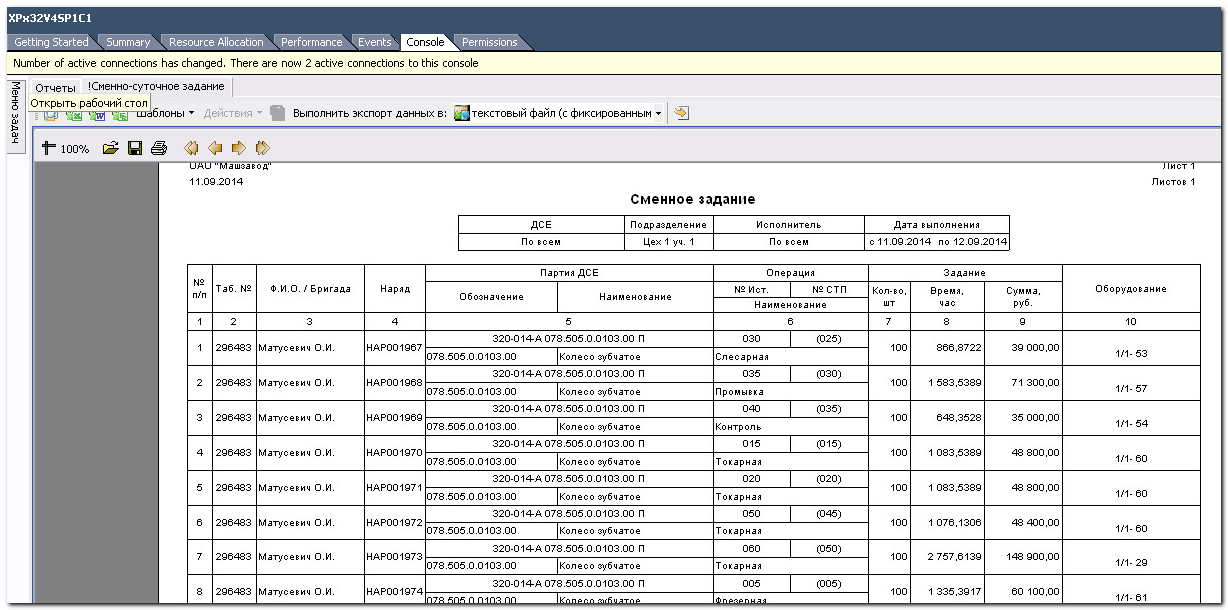 XPx32V4SP1C1
Getting Started Summary Resource Allocation Performance Events Console Permissions
Number of active connections has changed. There are now 2 active connections to this console
Меню задач
Отчеты !Сменно-суточное задание
Открыть рабочий стол
Шаблоны Действия Выполнить экспорт данных в: текстовый файл (с фиксированным
100%
ОАО "Машзавод" Лист 1
11.09.2014 Листов 1
Сменное задание
ДСЕ Подразделение Исполнитель Дата выполнения
По всем Цех 1 уч. 1 По всем с 11.09.2014 по 12.09.2014
№ п/п Таб. № Ф.И.О. / Бригада Наряд Партия ДСЕ Операция Задание Оборудование
Обозначение Наименование № Ист. № СТП Кол-во, шт Время, час Сумма, руб.
Наименование
1 2 3 4 5 6 7 8 9 10
320-014-А 078.505.0.0103.00 П 030 (025)
1 296483 Матусевич О.И. НАР001967 100 866,8722 39 000,00 1/1- 53
078.505.0.0103.00 Колесо зубчатое Слесарная
320-014-А 078.505.0.0103.00 П 035 (030)
2 296483 Матусевич О.И. НАР001968 100 1 583,5389 71 300,00 1/1- 57
078.505.0.0103.00 Колесо зубчатое Промывка
320-014-А 078.505.0.0103.00 П 040 (035)
3 296483 Матусевич О.И. НАР001969 100 648,3528 35 000,00 1/1- 54
078.505.0.0103.00 Колесо зубчатое Контроль
320-014-А 078.505.0.0103.00 П 015 (015)
4 296483 Матусевич О.И. НАР001970 100 1 083,5389 48 800,00 1/1- 60
078.505.0.0103.00 Колесо зубчатое Токарная
320-014-А 078.505.0.0103.00 П 020 (020)
5 296483 Матусевич О.И. НАР001971 100 1 083,5389 48 800,00 1/1- 60
078.505.0.0103.00 Колесо зубчатое Токарная
320-014-А 078.505.0.0103.00 П 050 (045)
6 296483 Матусевич О.И. НАР001972 100 1 076,1306 48 400,00 1/1- 60
078.505.0.0103.00 Колесо зубчатое Токарная
320-014-А 078.505.0.0103.00 П 060 (050)
7 296483 Матусевич О.И. НАР001973 100 2 757,6139 148 900,00 1/1- 29
078.505.0.0103.00 Колесо зубчатое Токарная
320-014-А 078.505.0.0103.00 П 005 (005)
8 296483 Матусевич О.И. НАР001974 100 1 335,3917 60 100,00 1/1- 61
078.505.0.0103.00 Колесо зубчатое Фрезерная